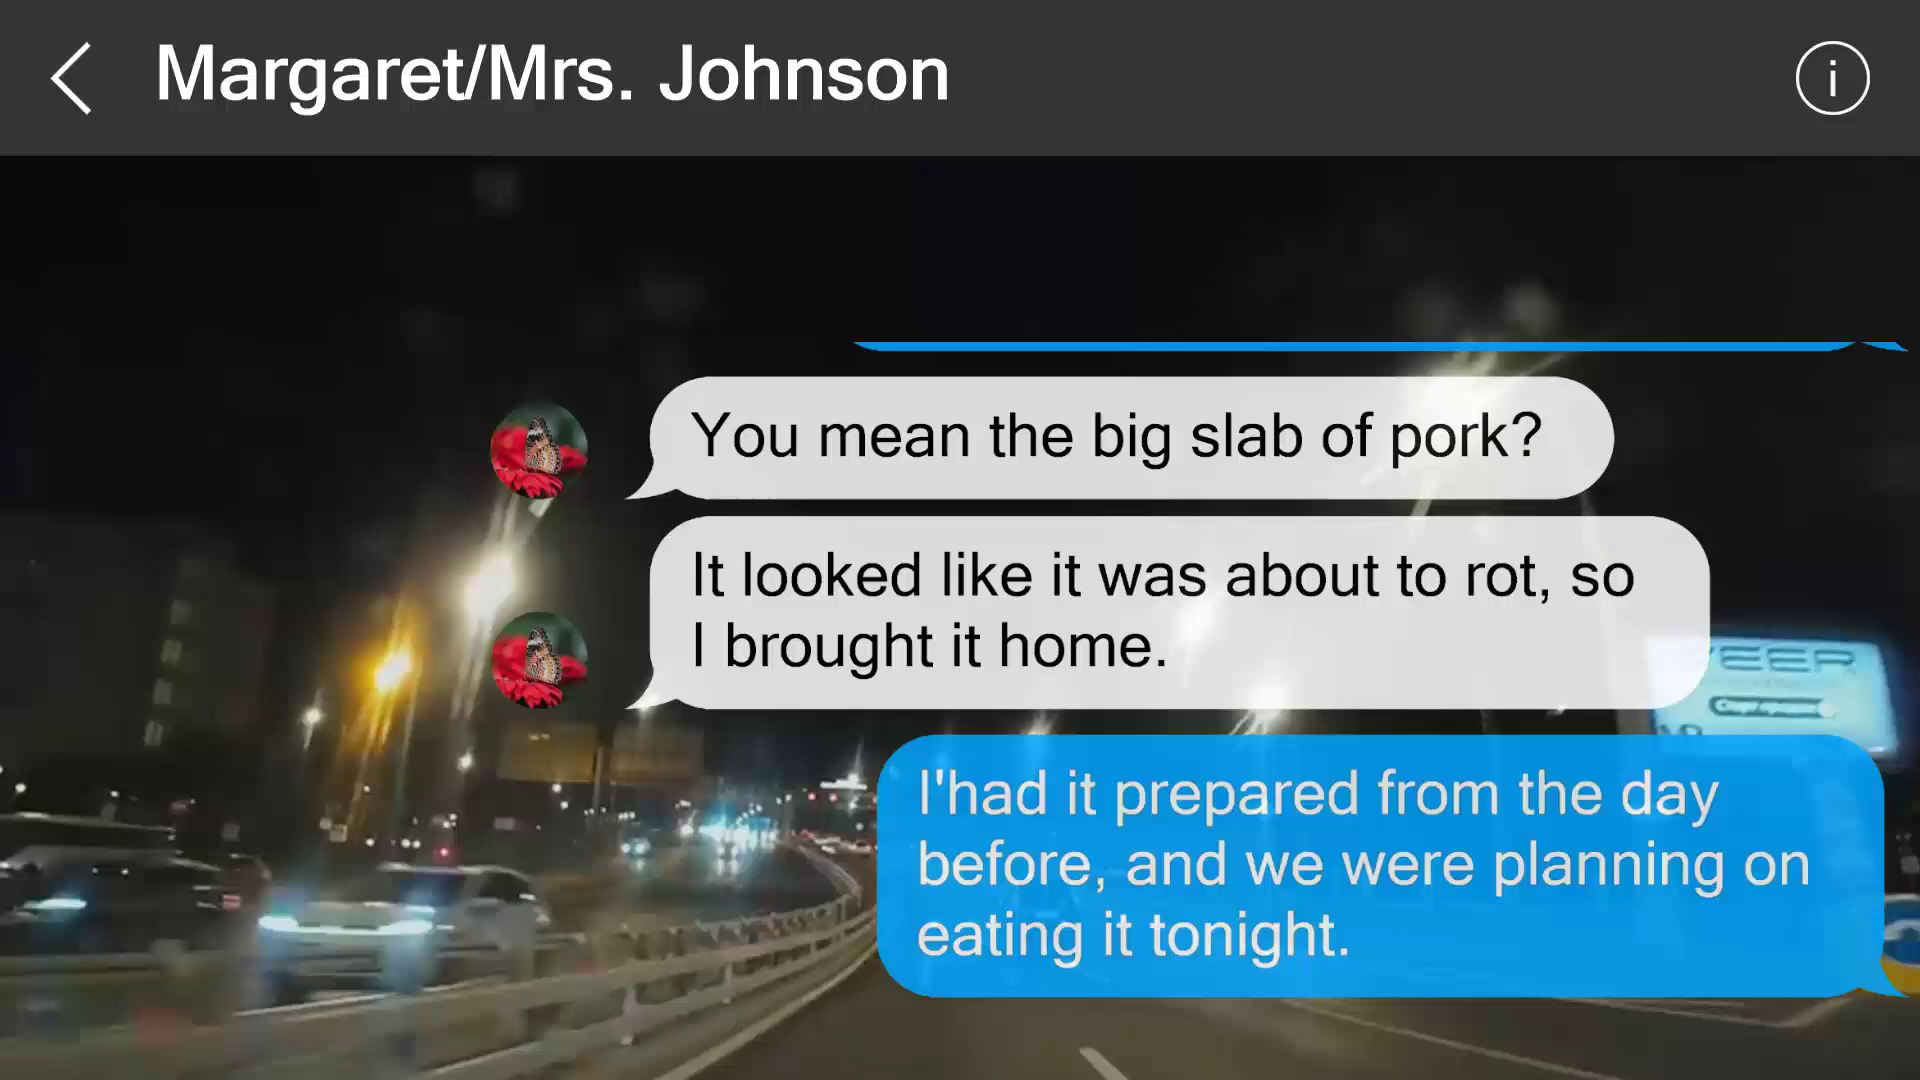 Margaret/Mrs. Johnson
You mean the big slab of pork?
It looked like it was about to rot, so
I brought it home.
I'had it prepared from the day
before, and we were planning on
eating it tonight.